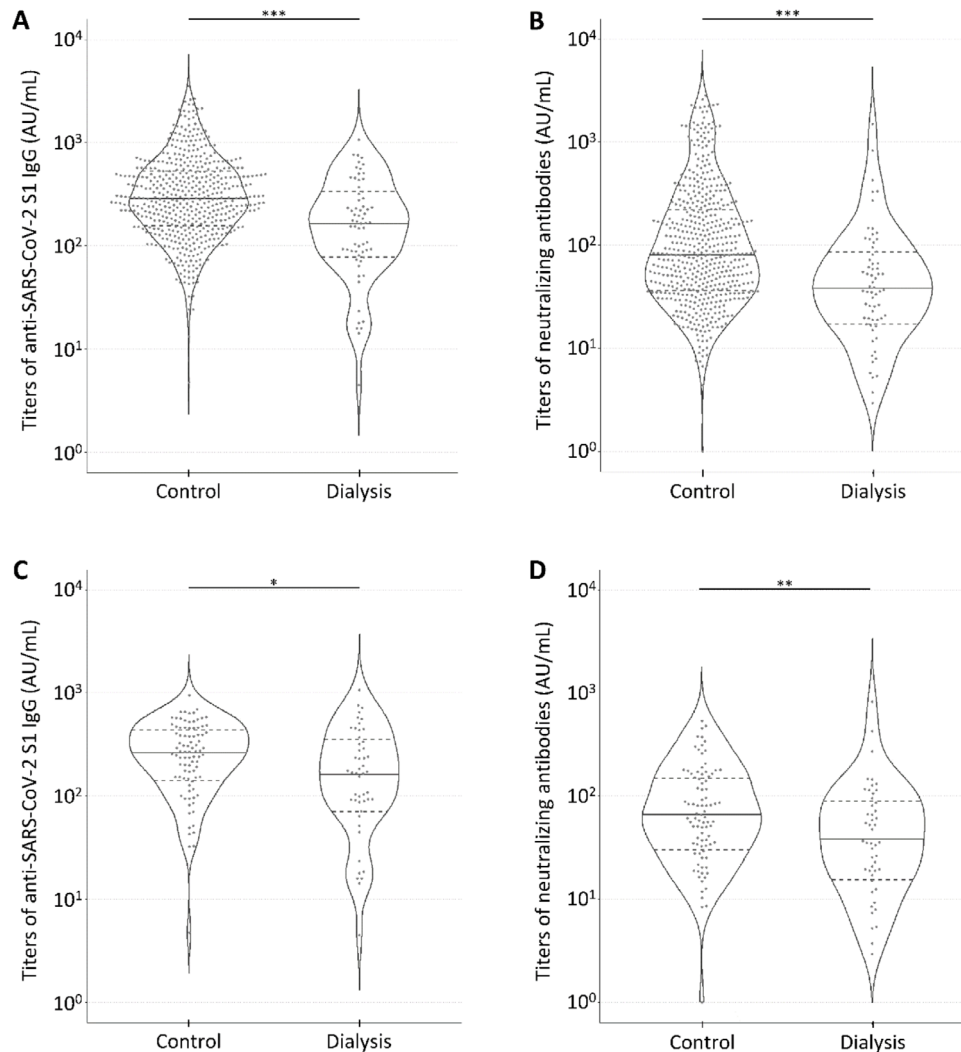 A
***
Titers of anti-SARS-CoV-2 S1 IgG (AU/mL)
10⁴
10³
10²
10¹
10⁰
Control Dialysis
B
***
Titers of neutralizing antibodies (AU/mL)
10⁴
10³
10²
10¹
10⁰
Control Dialysis
C
*
Titers of anti-SARS-CoV-2 S1 IgG (AU/mL)
10⁴
10³
10²
10¹
10⁰
Control Dialysis
D
**
Titers of neutralizing antibodies (AU/mL)
10⁴
10³
10²
10¹
10⁰
Control Dialysis